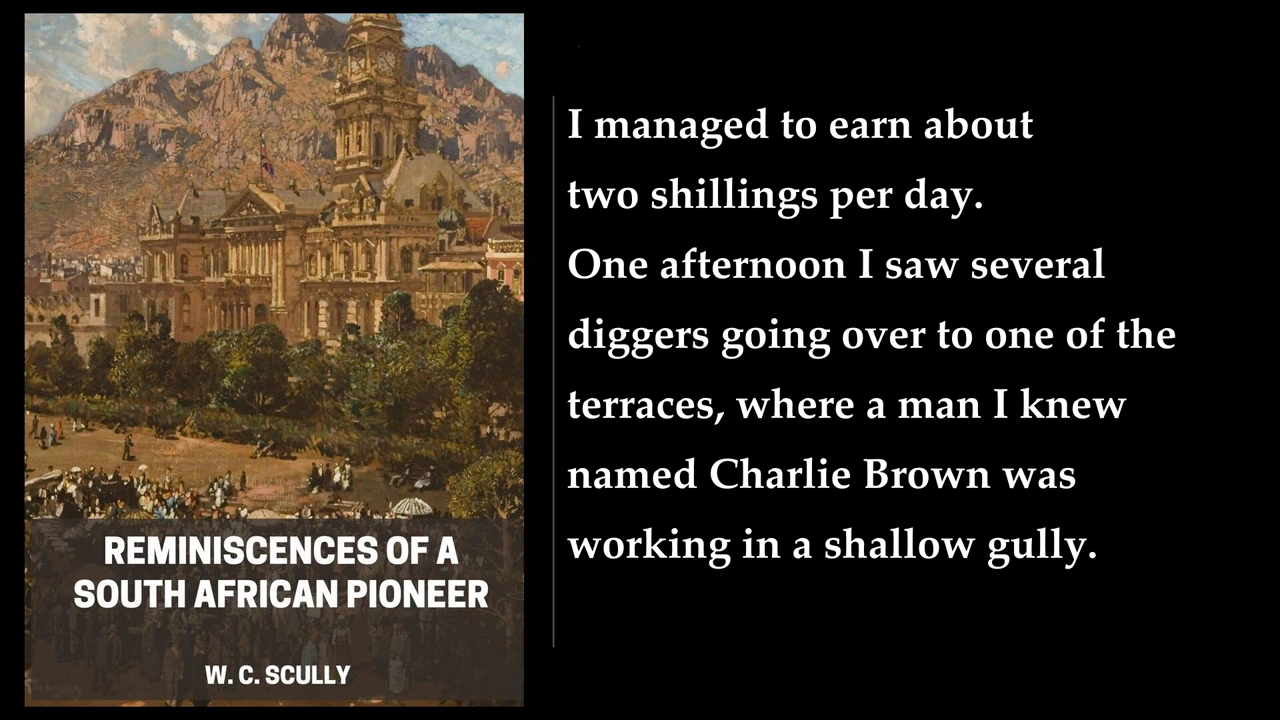 REMINISCENCES OF A
SOUTH AFRICAN PIONEER
W. C. SCULLY
I managed to earn about
two shillings per day.
One afternoon I saw several
diggers going over to one of the
terraces, where a man I knew
named Charlie Brown was
working in a shallow gully.